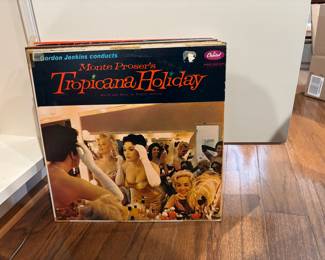 Gordon Jenkins conducts
Monte Proser's
Tropicana Holiday
Capitol